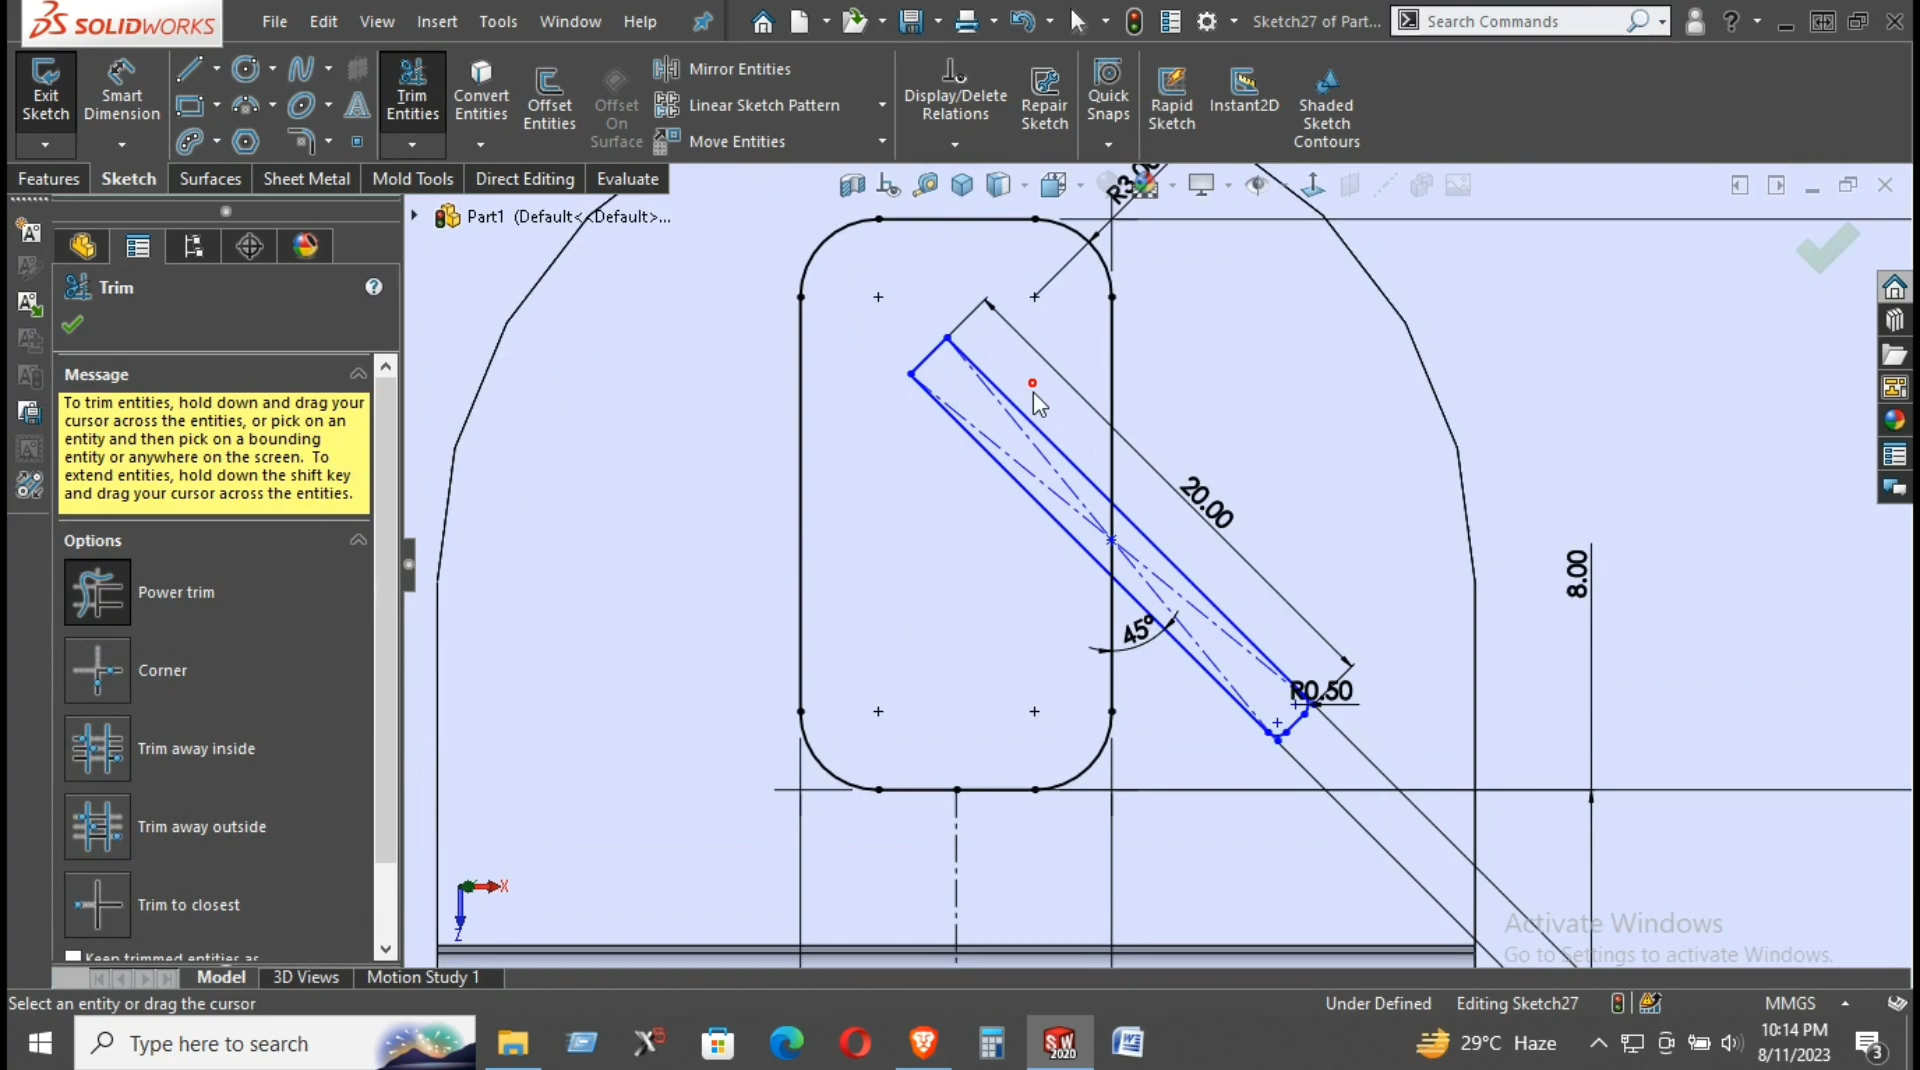 SOLIDWORKS
File Edit View Insert Tools Window Help
Sketch27 of Part...
Search Commands
Exit Sketch
Smart Dimension
Trim Entities
Convert Entities
Offset Entities
Offset On Surface
Mirror Entities
Linear Sketch Pattern
Move Entities
Display/Delete Relations
Repair Sketch
Quick Snaps
Rapid Sketch
Instant2D
Shaded Sketch Contours
Features Sketch Surfaces Sheet Metal Mold Tools Direct Editing Evaluate
Part1 (Default<<Default>...
Trim
Message
To trim entities, hold down and drag your
cursor across the entities, or pick on an
entity and then pick on a bounding
entity or anywhere on the screen. To
extend entities, hold down the shift key
and drag your cursor across the entities.
Options
Power trim
Corner
Trim away inside
Trim away outside
Trim to closest
Keep trimmed entities as
20.00
8.00
45°
R0.50
X
Z
Activate Windows
Go to Settings to activate Windows.
Model 3D Views Motion Study 1
Select an entity or drag the cursor
Under Defined Editing Sketch27 MMGS
Type here to search
SW 2020
29°C Haze
10:14 PM
8/11/2023
3